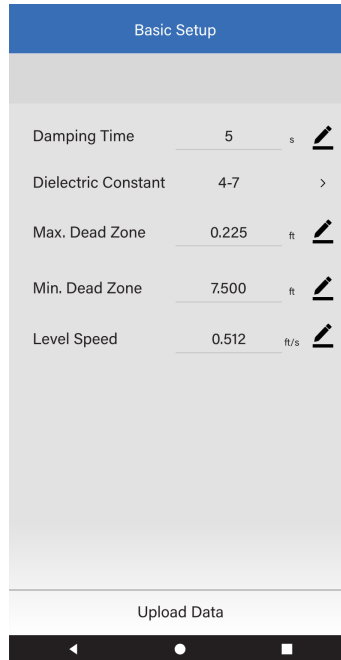 Basic Setup
Damping Time 5 s
Dielectric Constant 4-7 >
Max. Dead Zone 0.225 ft
Min. Dead Zone 7.500 ft
Level Speed 0.512 ft/s
Upload Data